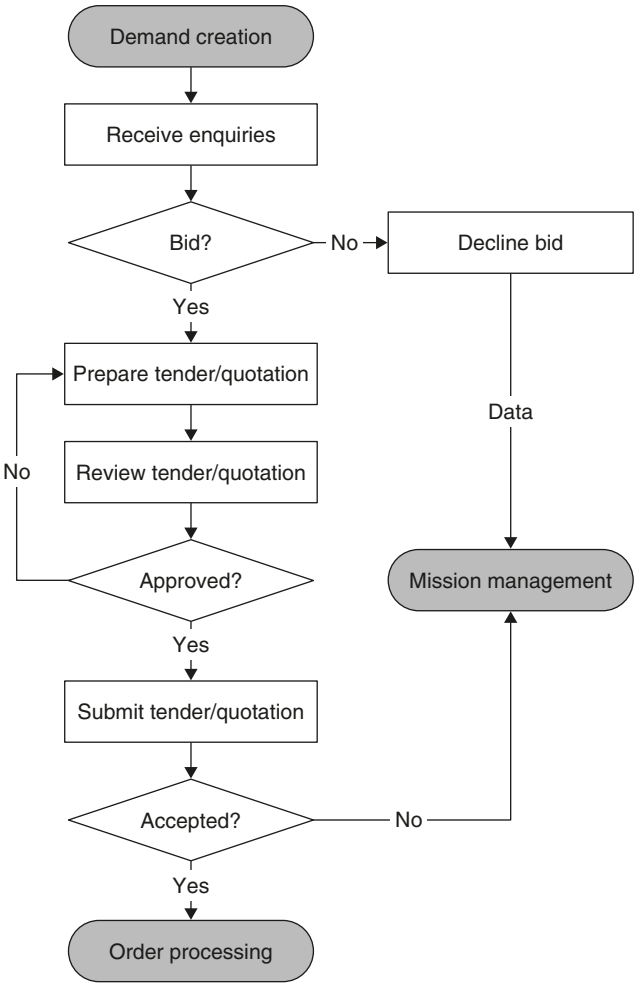 Demand creation
Receive enquiries
Bid?
No
Decline bid
Yes
Prepare tender/quotation
Data
No
Review tender/quotation
Approved?
Mission management
Yes
Submit tender/quotation
Accepted?
No
Yes
Order processing